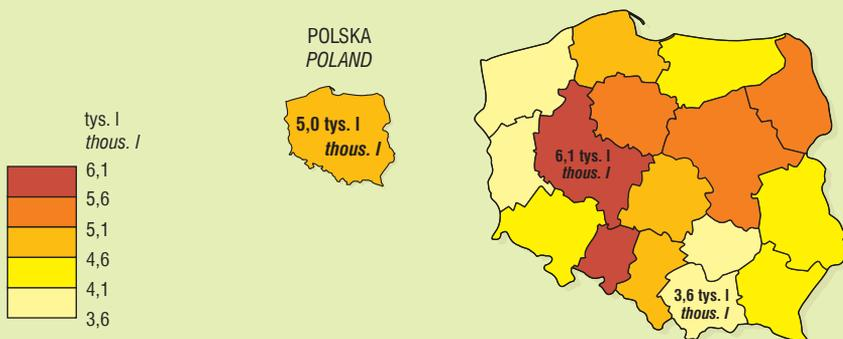 POLSKA
POLAND
5,0 tys. l
thous. l
tys. l
thous. l
6,1
5,6
5,1
4,6
4,1
3,6
6,1 tys. l
thous. l
3,6 tys. l
thous. l